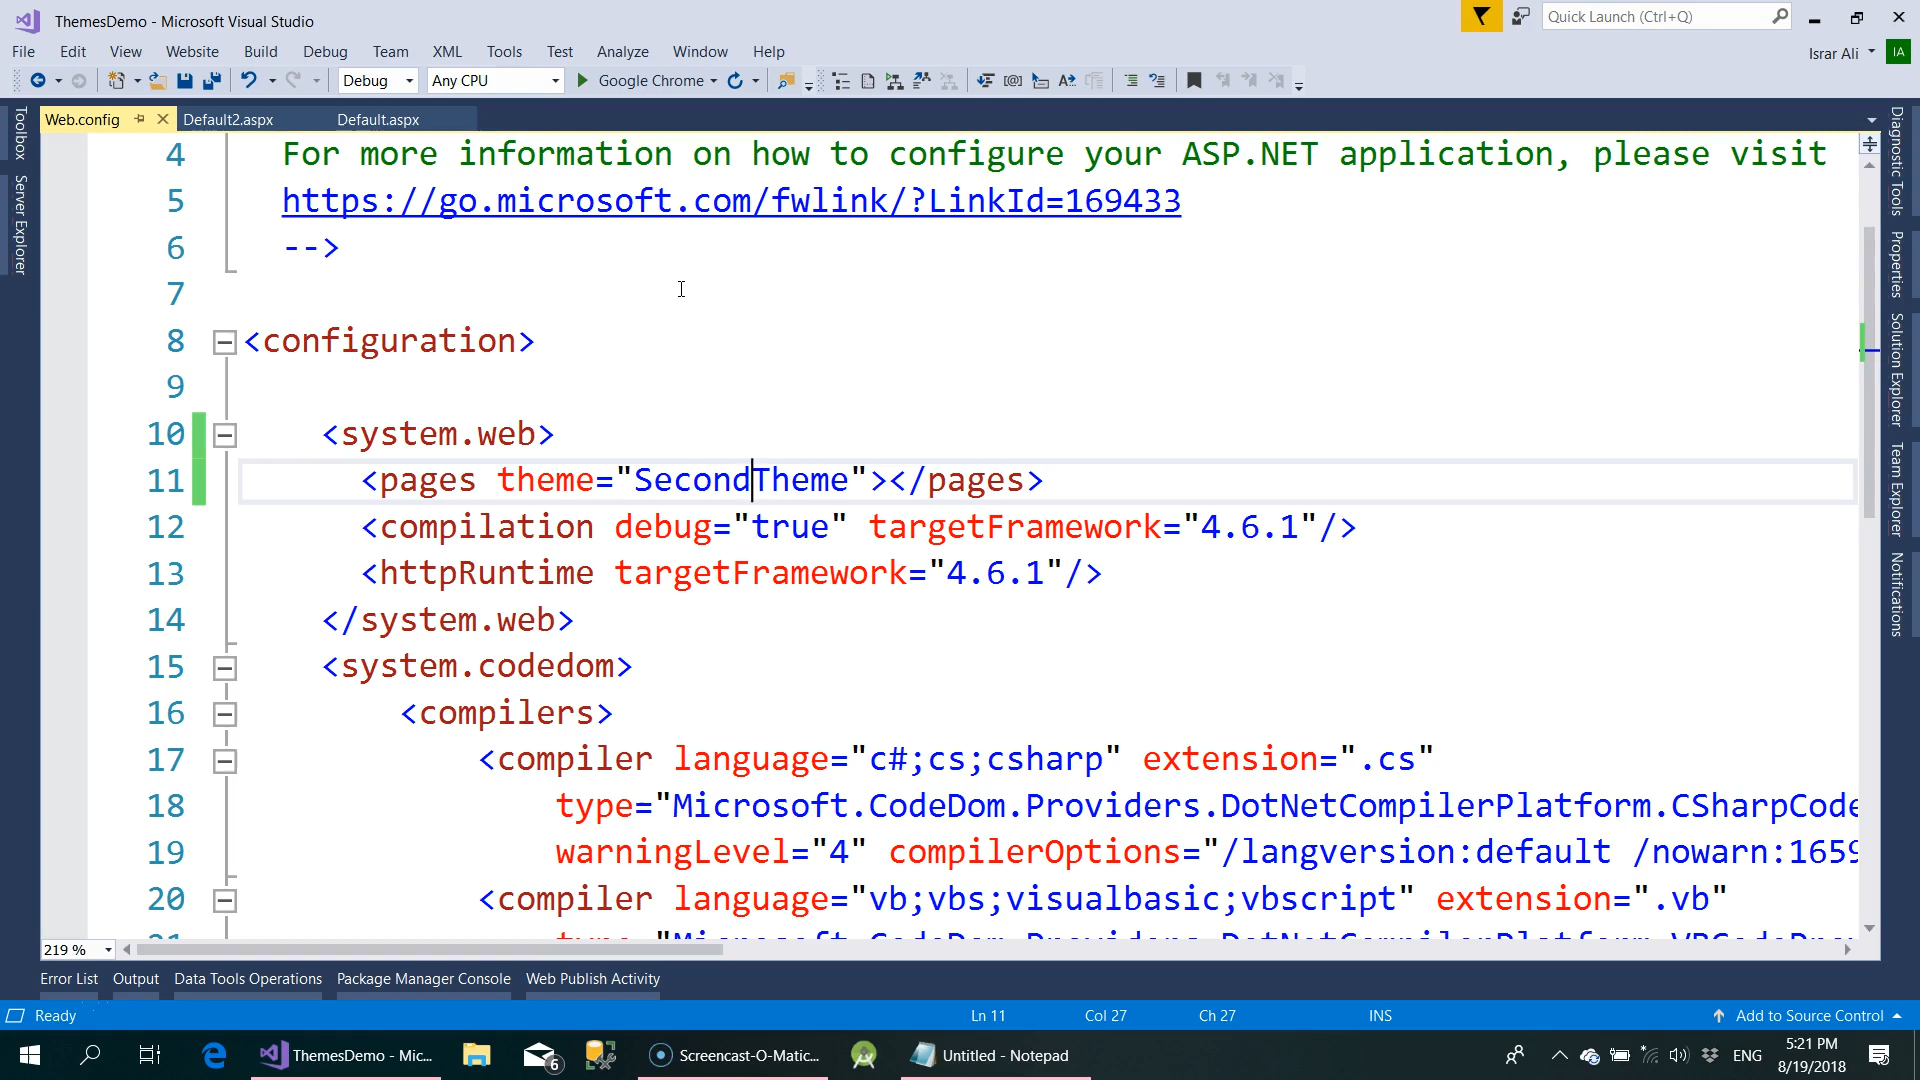 ThemesDemo - Microsoft Visual Studio
Quick Launch (Ctrl+Q)
File Edit View Website Build Debug Team XML Tools Test Analyze Window Help
Israr Ali IA
Debug Any CPU Google Chrome
Web.config Default2.aspx Default.aspx
Toolbox
Server Explorer
4 For more information on how to configure your ASP.NET application, please visit
5 https://go.microsoft.com/fwlink/?LinkId=169433
6 -->
7
8 <configuration>
9
10 <system.web>
11 <pages theme="SecondTheme"></pages>
12 <compilation debug="true" targetFramework="4.6.1"/>
13 <httpRuntime targetFramework="4.6.1"/>
14 </system.web>
15 <system.codedom>
16 <compilers>
17 <compiler language="c#;cs;csharp" extension=".cs"
18 type="Microsoft.CodeDom.Providers.DotNetCompilerPlatform.CSharpCode
19 warningLevel="4" compilerOptions="/langversion:default /nowarn:1659
20 <compiler language="vb;vbs;visualbasic;vbscript" extension=".vb"
Diagnostic Tools
Properties
Solution Explorer
Team Explorer
Notifications
219 %
Error List Output Data Tools Operations Package Manager Console Web Publish Activity
Ready Ln 11 Col 27 Ch 27 INS Add to Source Control
ThemesDemo - Mic... 6 Screencast-O-Matic... Untitled - Notepad ENG 5:21 PM
8/19/2018